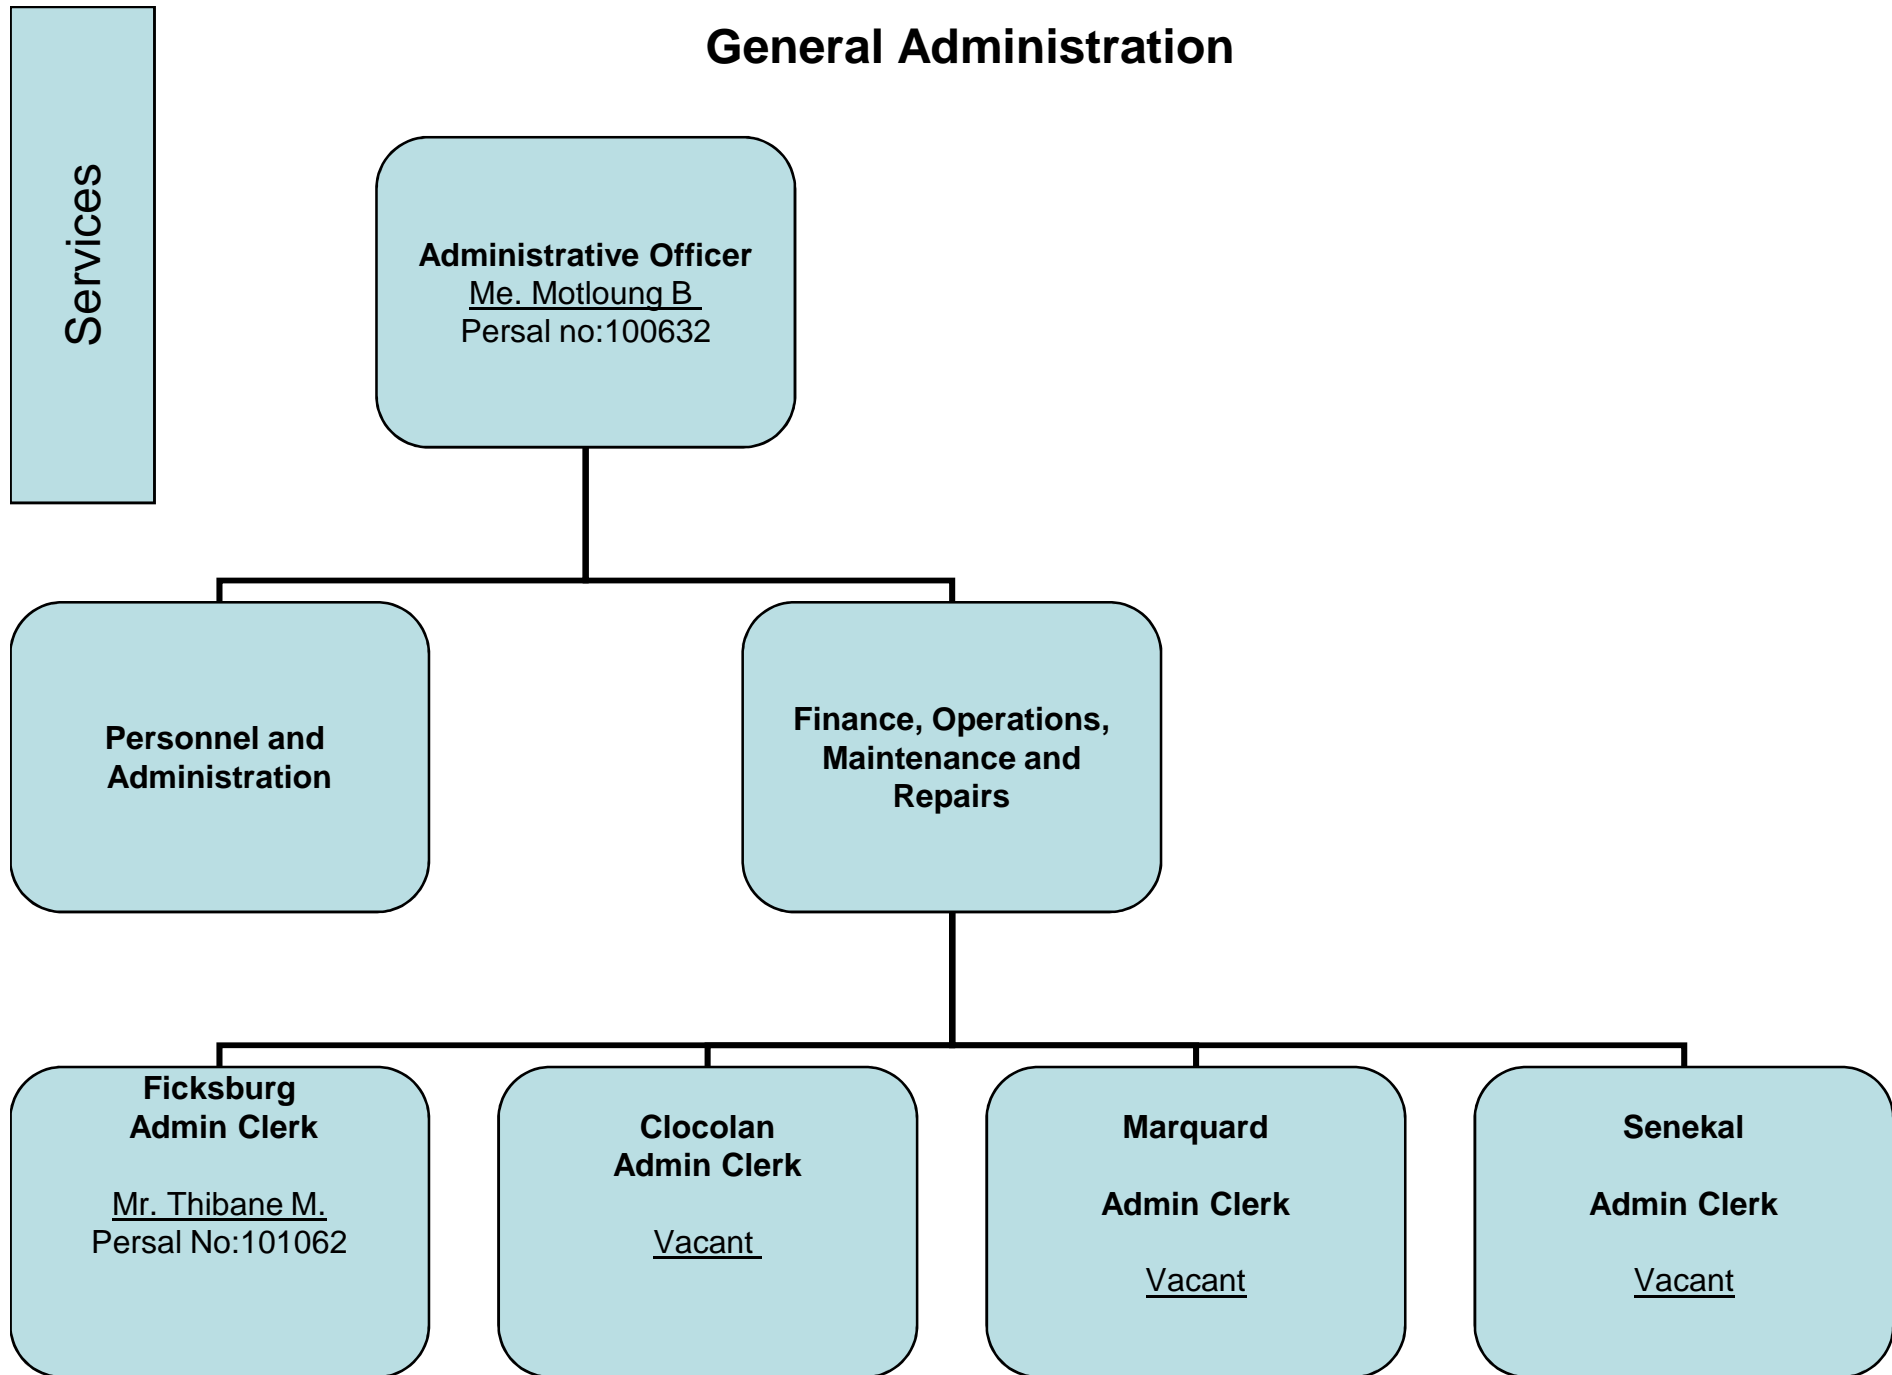 General Administration
Services
Administrative Officer
Me. Motloung B
Persal no:100632
Personnel and
Administration
Finance, Operations,
Maintenance and
Repairs
Ficksburg
Admin Clerk
Mr. Thibane M.
Persal No:101062
Clocolan
Admin Clerk
Vacant
Marquard
Admin Clerk
Vacant
Senekal
Admin Clerk
Vacant